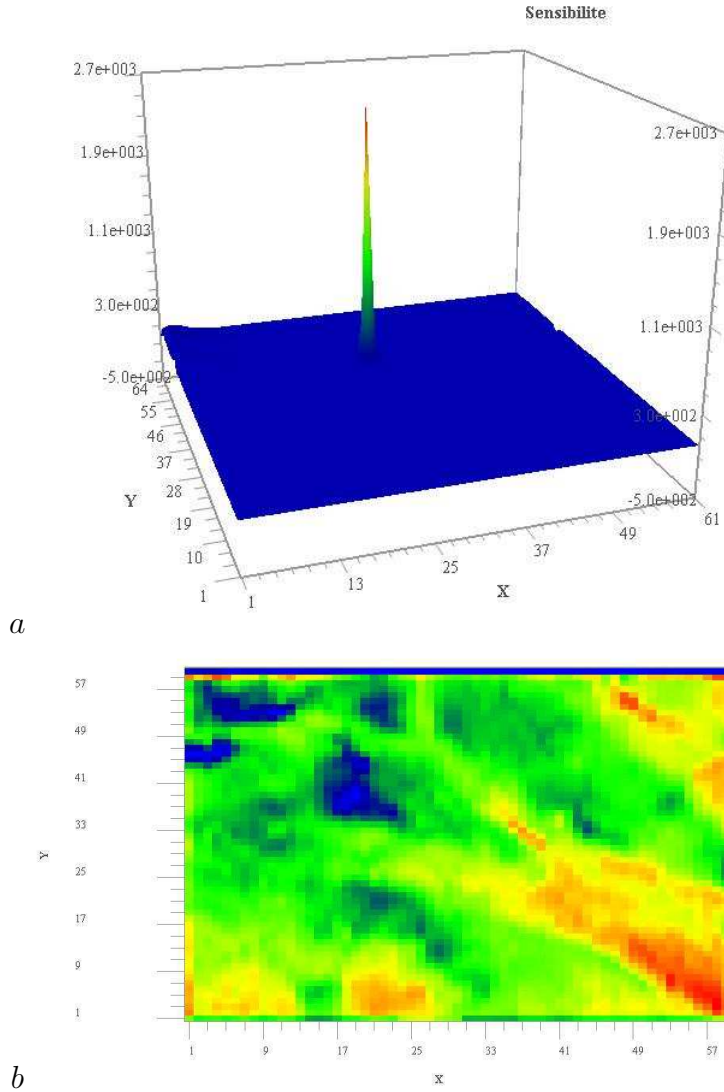 Sensibilite
2.7e+003
2.7e+003
1.9e+003
1.9e+003
1.1e+003
1.1e+003
3.0e+002
3.0e+002
-5.0e+002
-5.0e+002
64
55
46
37
28
19
10
1
Y
1
13
25
37
49
61
X
a
57
49
41
33
25
17
9
1
Y
1
9
17
25
33
41
49
57
X
b